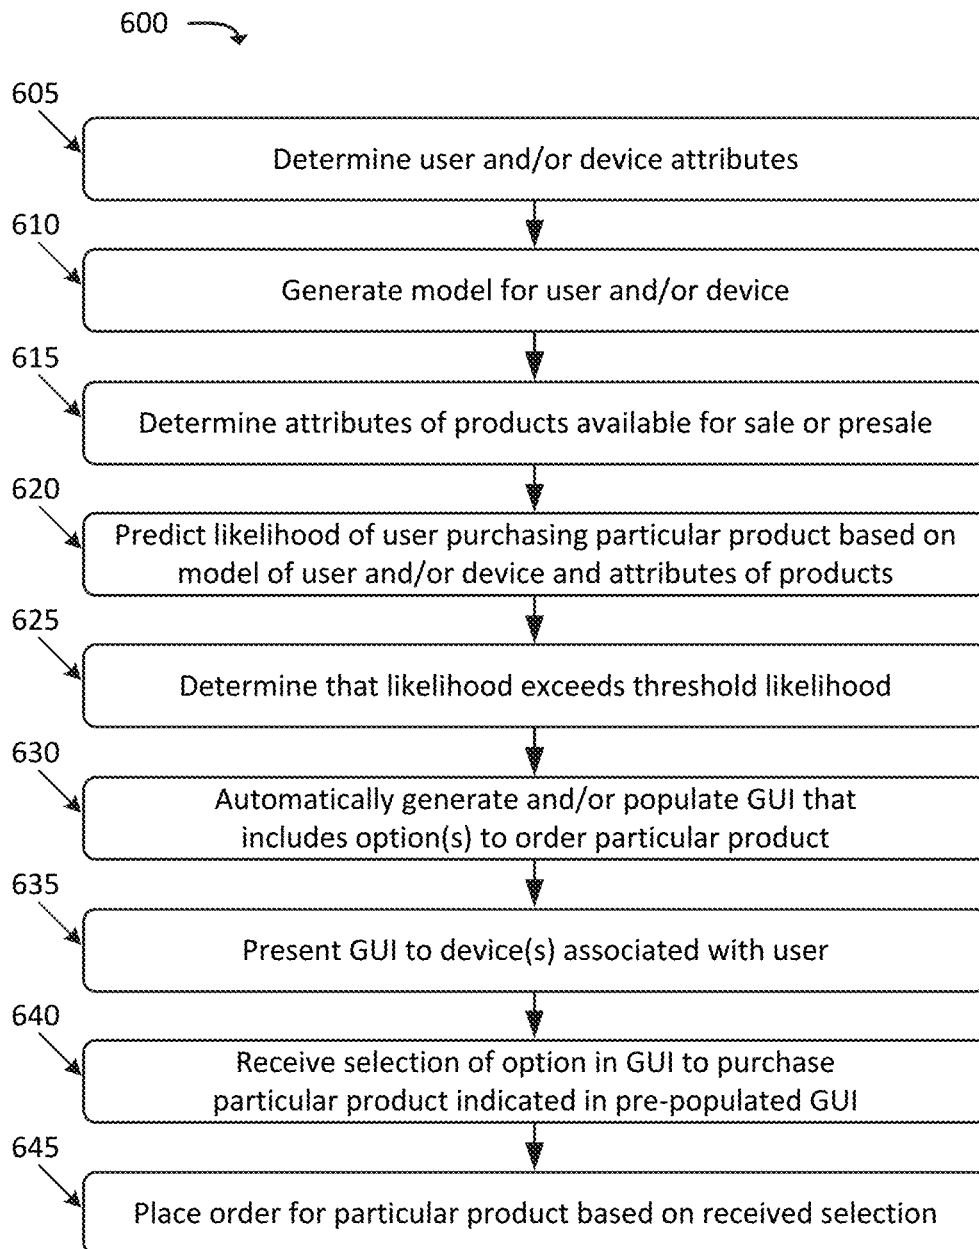 600
605
Determine user and/or device attributes
610
Generate model for user and/or device
615
Determine attributes of products available for sale or presale
620
Predict likelihood of user purchasing particular product based on
model of user and/or device and attributes of products
625
Determine that likelihood exceeds threshold likelihood
630
Automatically generate and/or populate GUI that
includes option(s) to order particular product
635
Present GUI to device(s) associated with user
640
Receive selection of option in GUI to purchase
particular product indicated in pre-populated GUI
645
Place order for particular product based on received selection